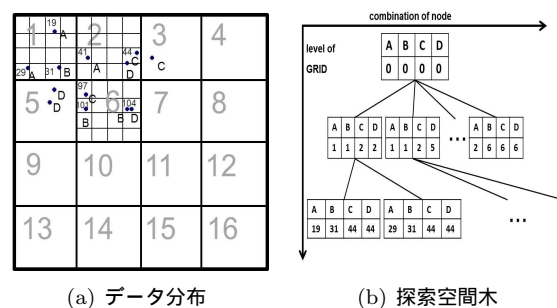 1 2 3 4
19 A
41 A
44 C
D
C
29 A 31 B
5 6 7 8
D
D
97 C
101 B
104 B D
9 10 11 12
13 14 15 16
(a) データ分布
combination of node
level of
GRID
A B C D
0 0 0 0
A B C D
1 1 2 2
A B C D
1 1 2 5
...
A B C D
2 6 6 6
A B C D
19 31 44 44
A B C D
29 31 44 44
...
(b) 探索空間木